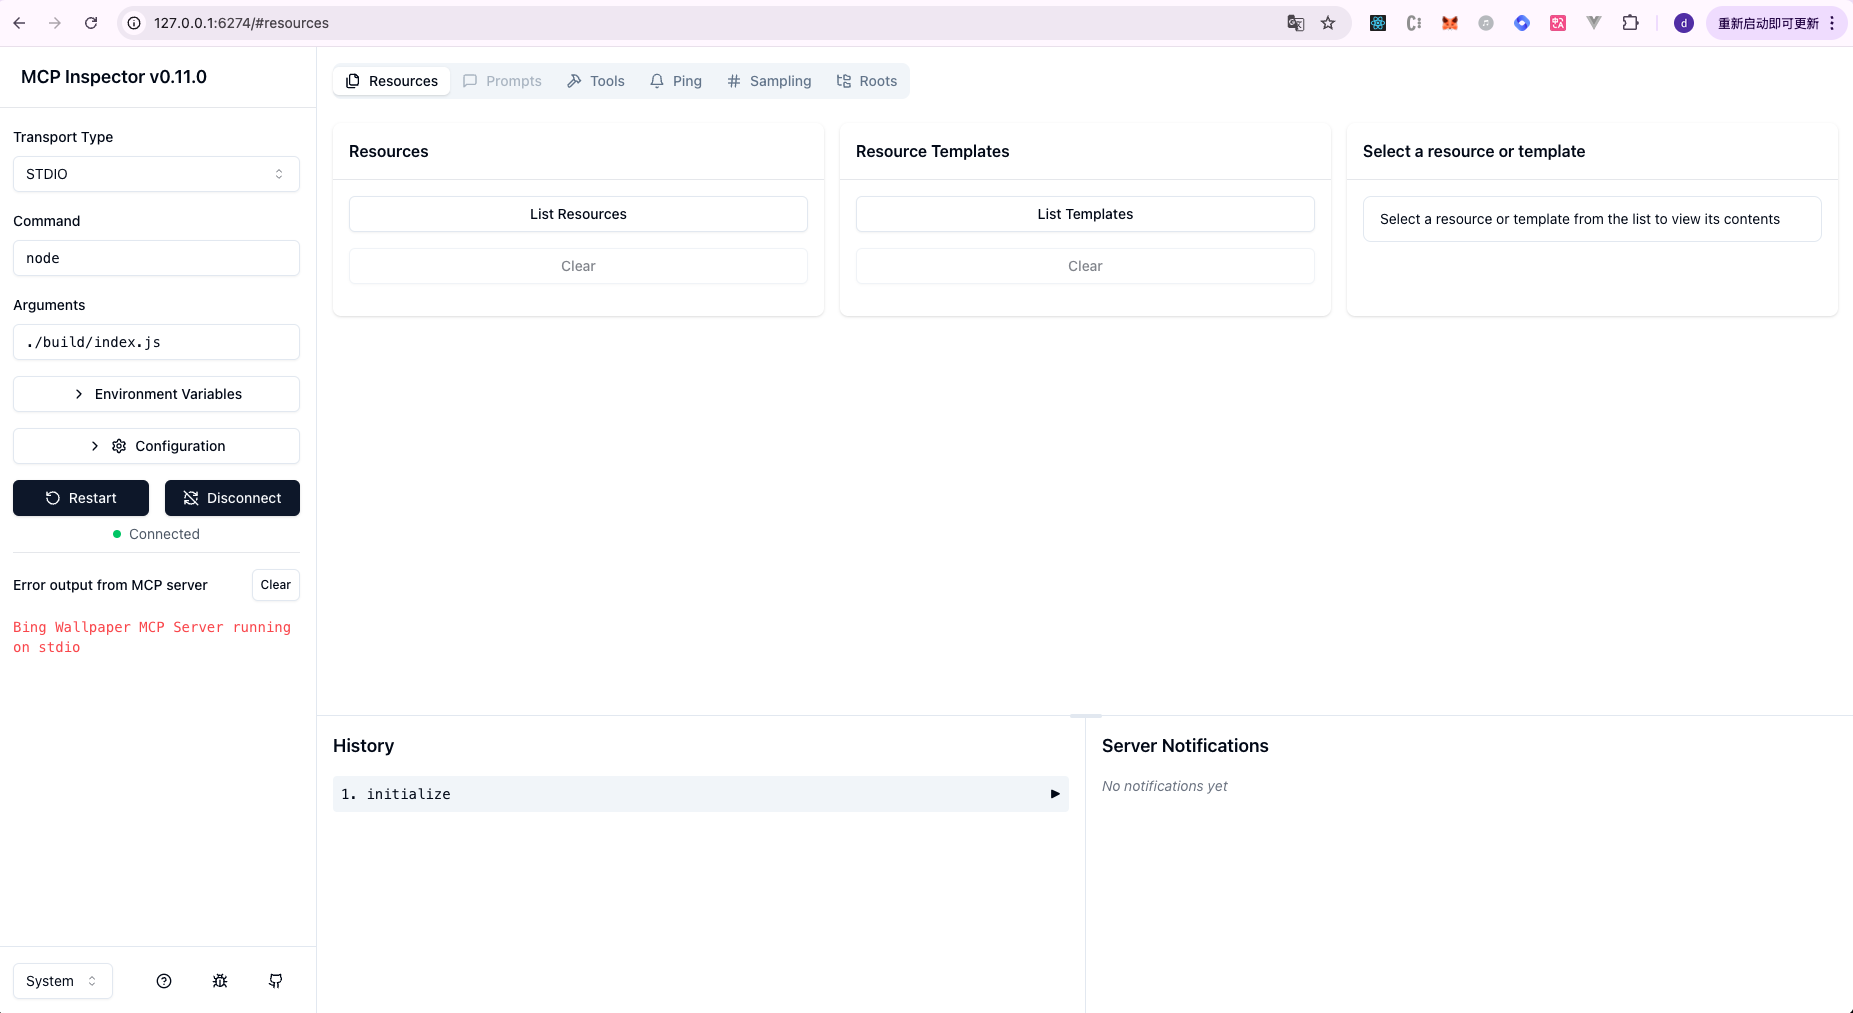 127.0.0.1:6274/#resources
d
重新启动即可更新
MCP Inspector v0.11.0
Transport Type
STDIO
Command
node
Arguments
./build/index.js
Environment Variables
Configuration
Restart
Disconnect
Connected
Error output from MCP server
Clear
Bing Wallpaper MCP Server running
on stdio
System
Resources
Prompts
Tools
Ping
Sampling
Roots
Resources
List Resources
Clear
Resource Templates
List Templates
Clear
Select a resource or template
Select a resource or template from the list to view its contents
History
1. initialize
Server Notifications
No notifications yet